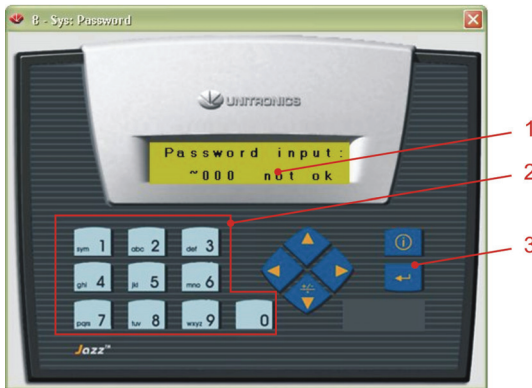 8 - Sys: Password
UNITRONICS
Password input:
~000 not ok
1
2
3
sym 1
abc 2
def 3
ghi 4
jkl 5
mno 6
pqrs 7
tuv 8
wxyz 9
0
+/-
Jazz™